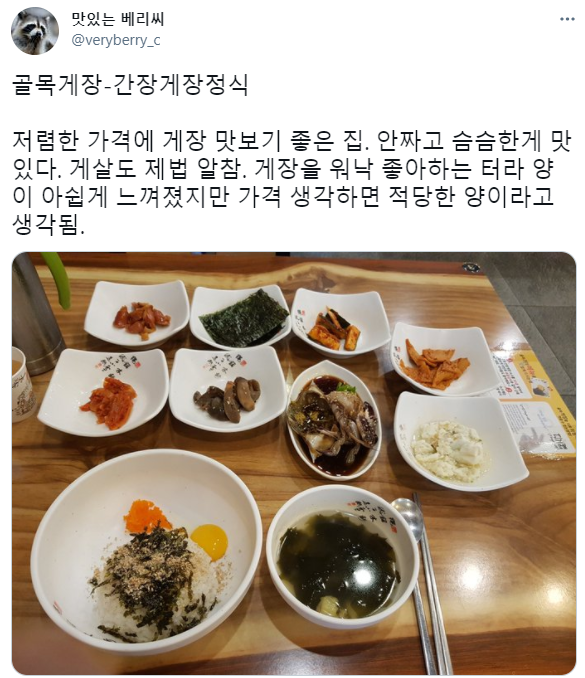 맛있는 베리씨
@veryberry_c
골목게장-간장게장정식
저렴한 가격에 게장 맛보기 좋은 집. 안짜고 슴슴한게 맛
있다. 게살도 제법 알참. 게장을 워낙 좋아하는 터라 양
이 아쉽게 느껴졌지만 가격 생각하면 적당한 양이라고
생각됨.